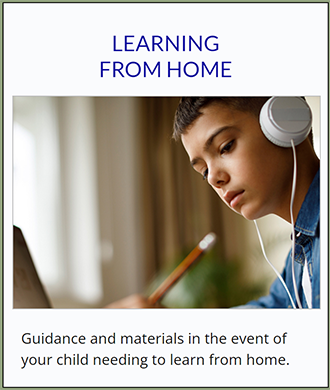 LEARNING
FROM HOME
Guidance and materials in the event of
your child needing to learn from home.